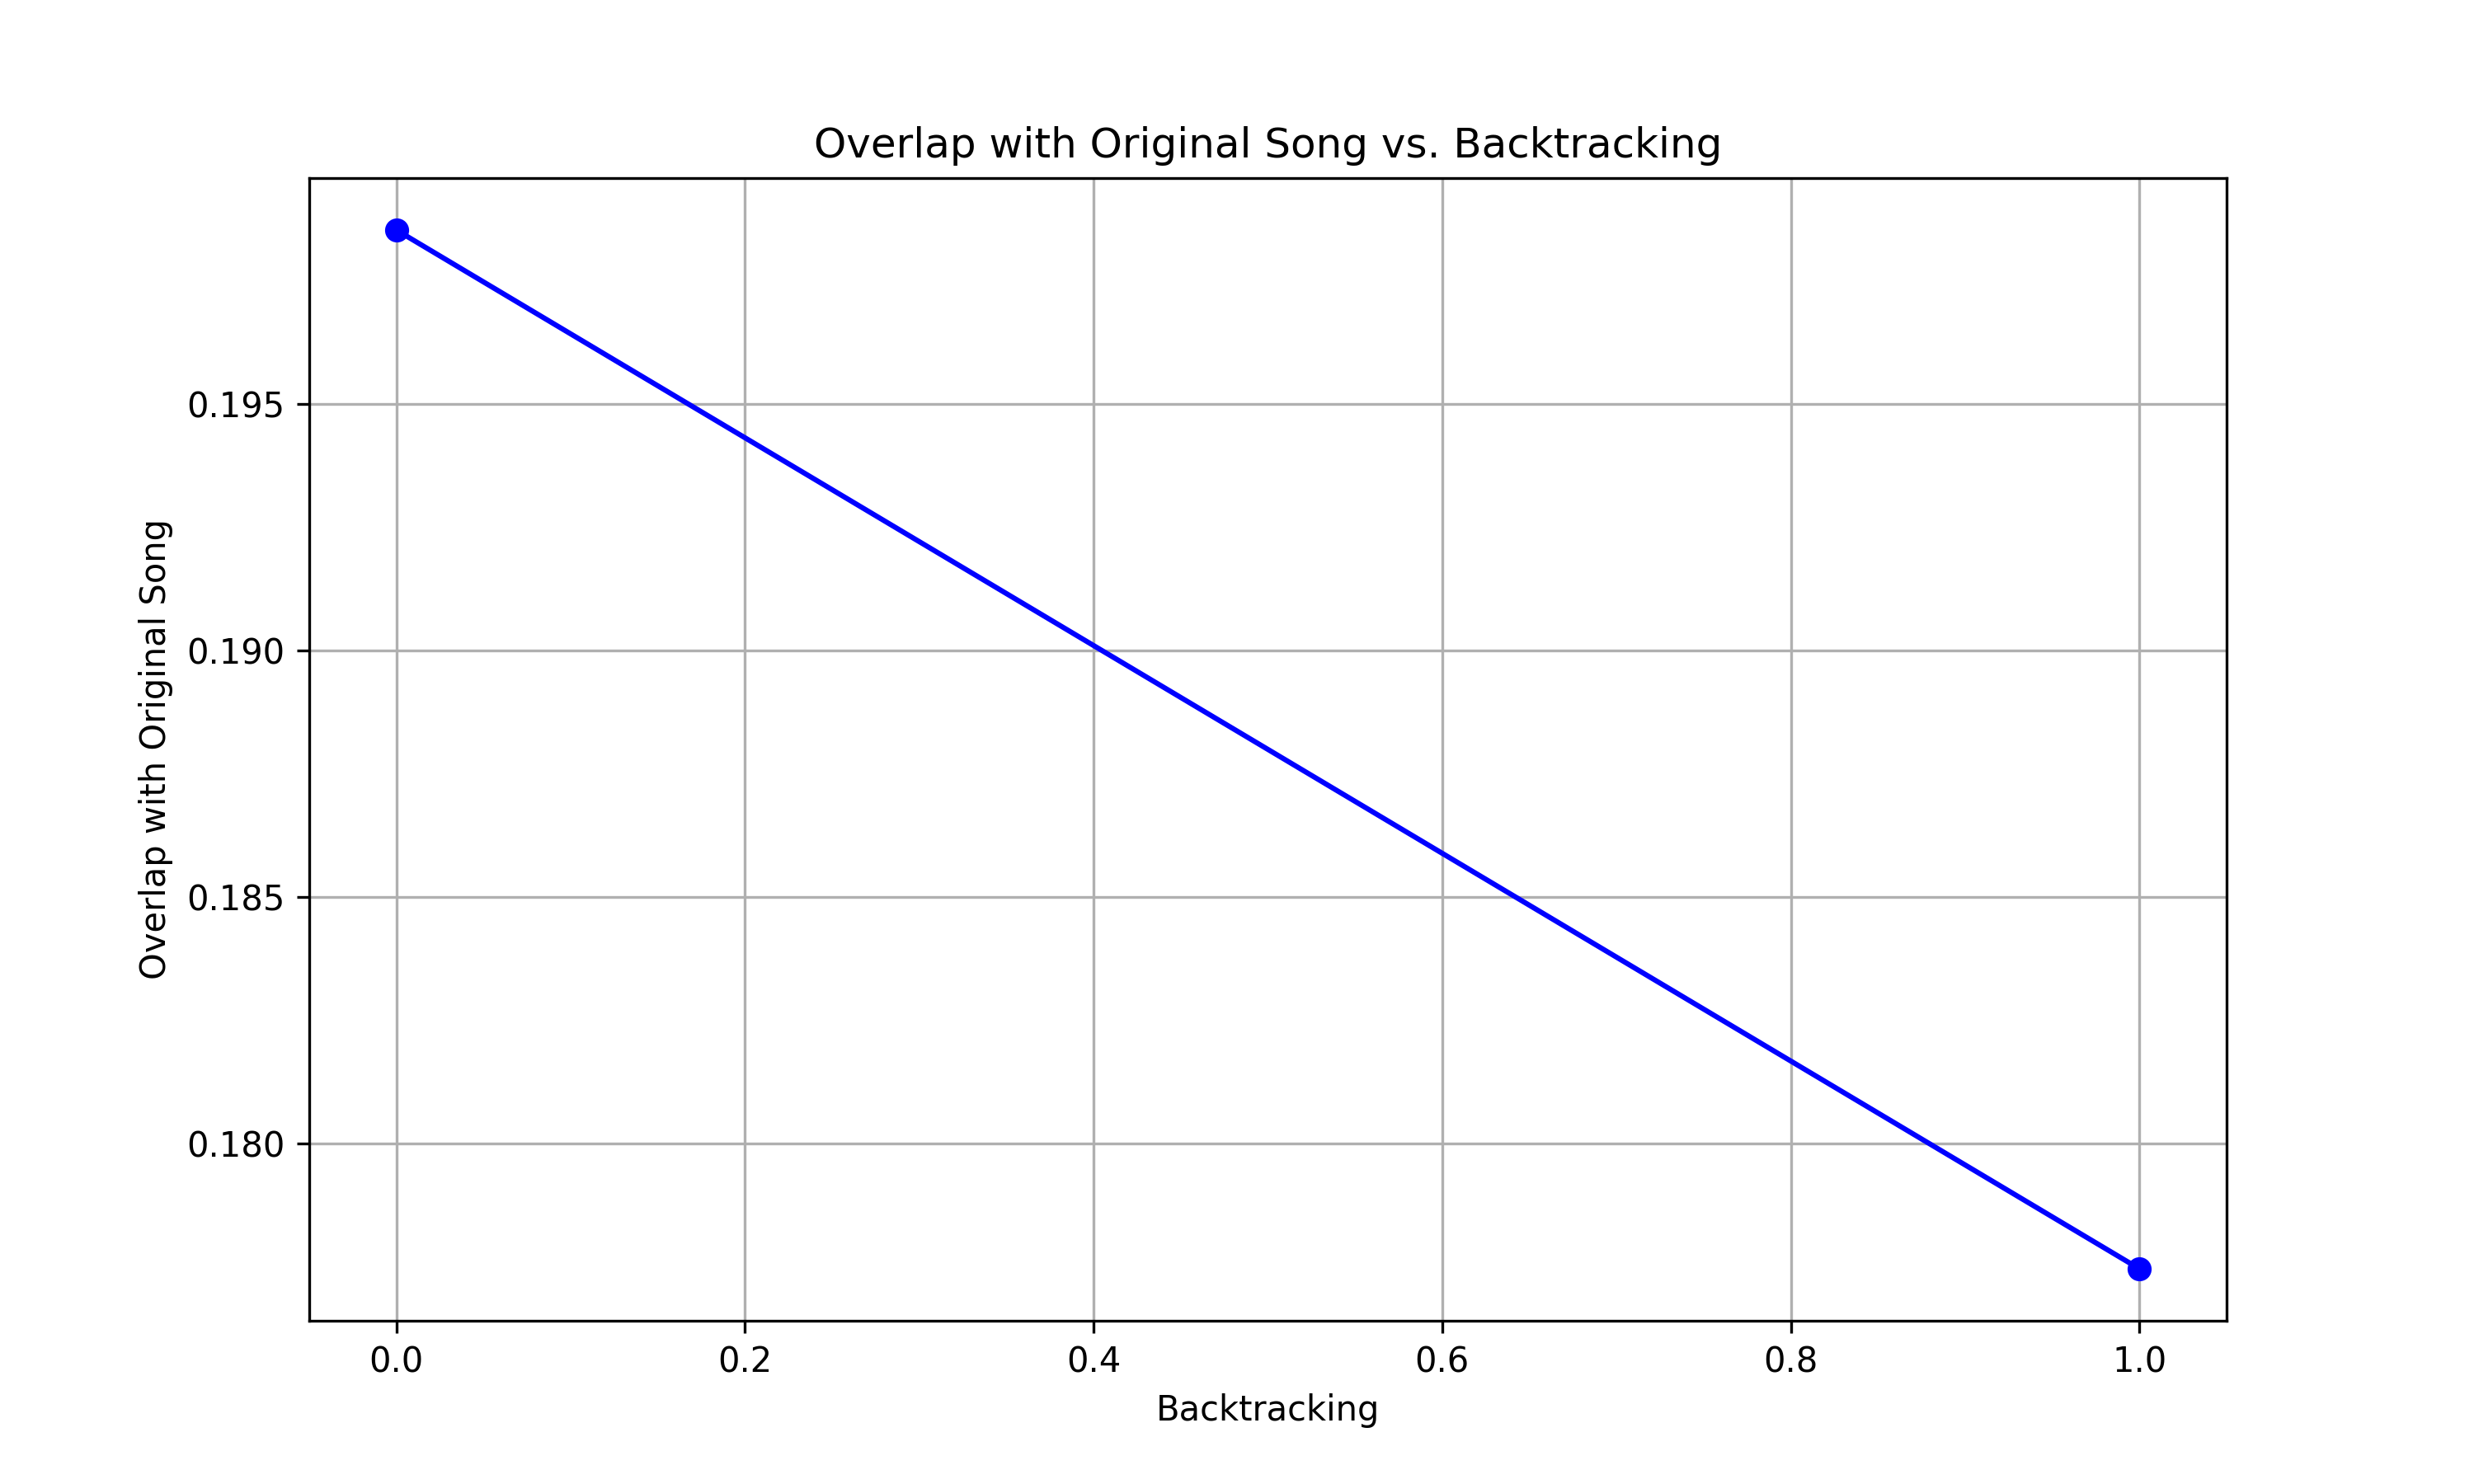 Overlap with Original Song vs. Backtracking
Overlap with Original Song
0.195
0.190
0.185
0.180
0.0 0.2 0.4 0.6 0.8 1.0
Backtracking